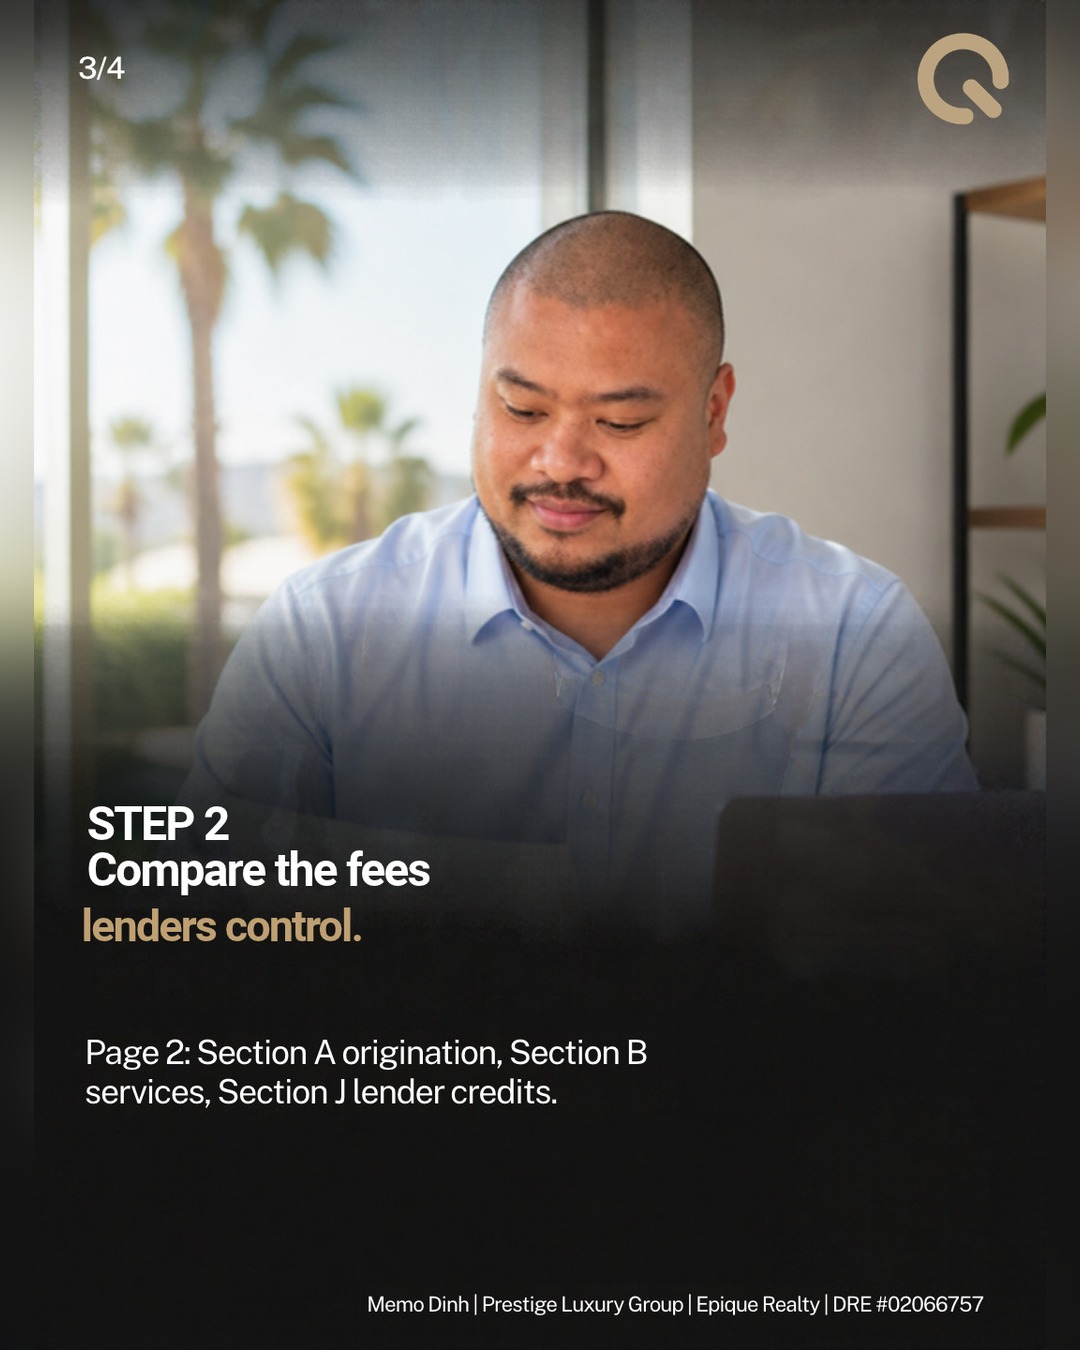 3/4
STEP 2
Compare the fees
lenders control.
Page 2: Section A origination, Section B
services, Section J lender credits.
Memo Dinh | Prestige Luxury Group | Epique Realty | DRE #02066757